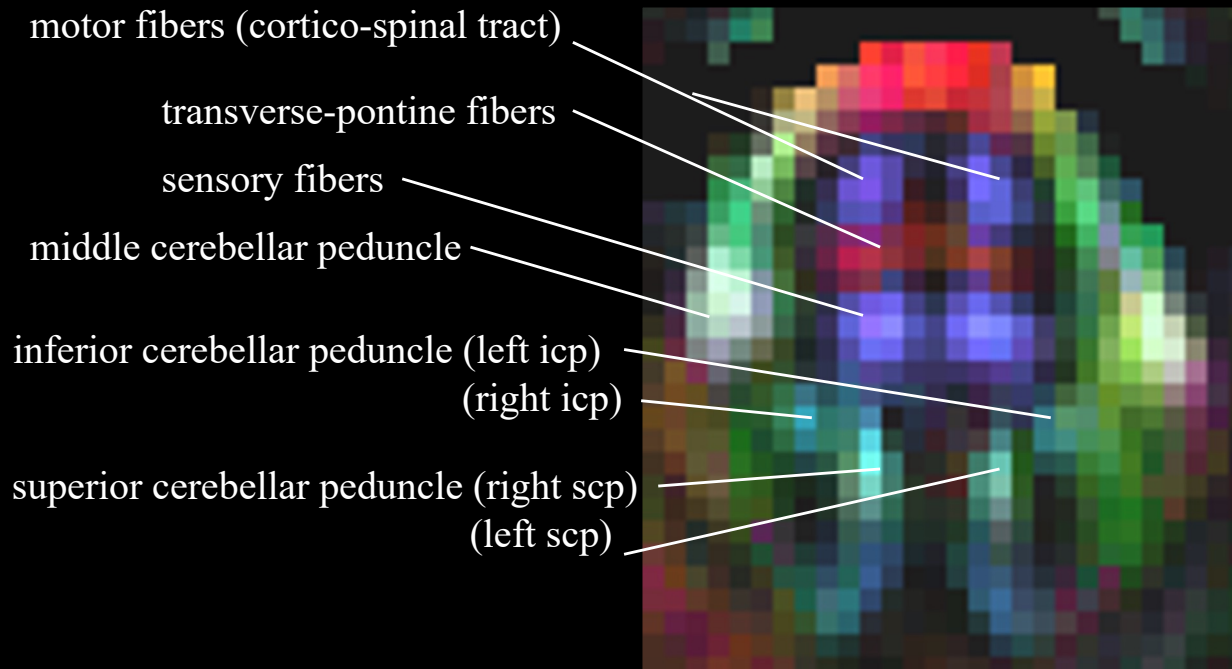 motor fibers (cortico-spinal tract)
transverse-pontine fibers
sensory fibers
middle cerebellar peduncle
inferior cerebellar peduncle (left icp)
(right icp)
superior cerebellar peduncle (right scp)
(left scp)